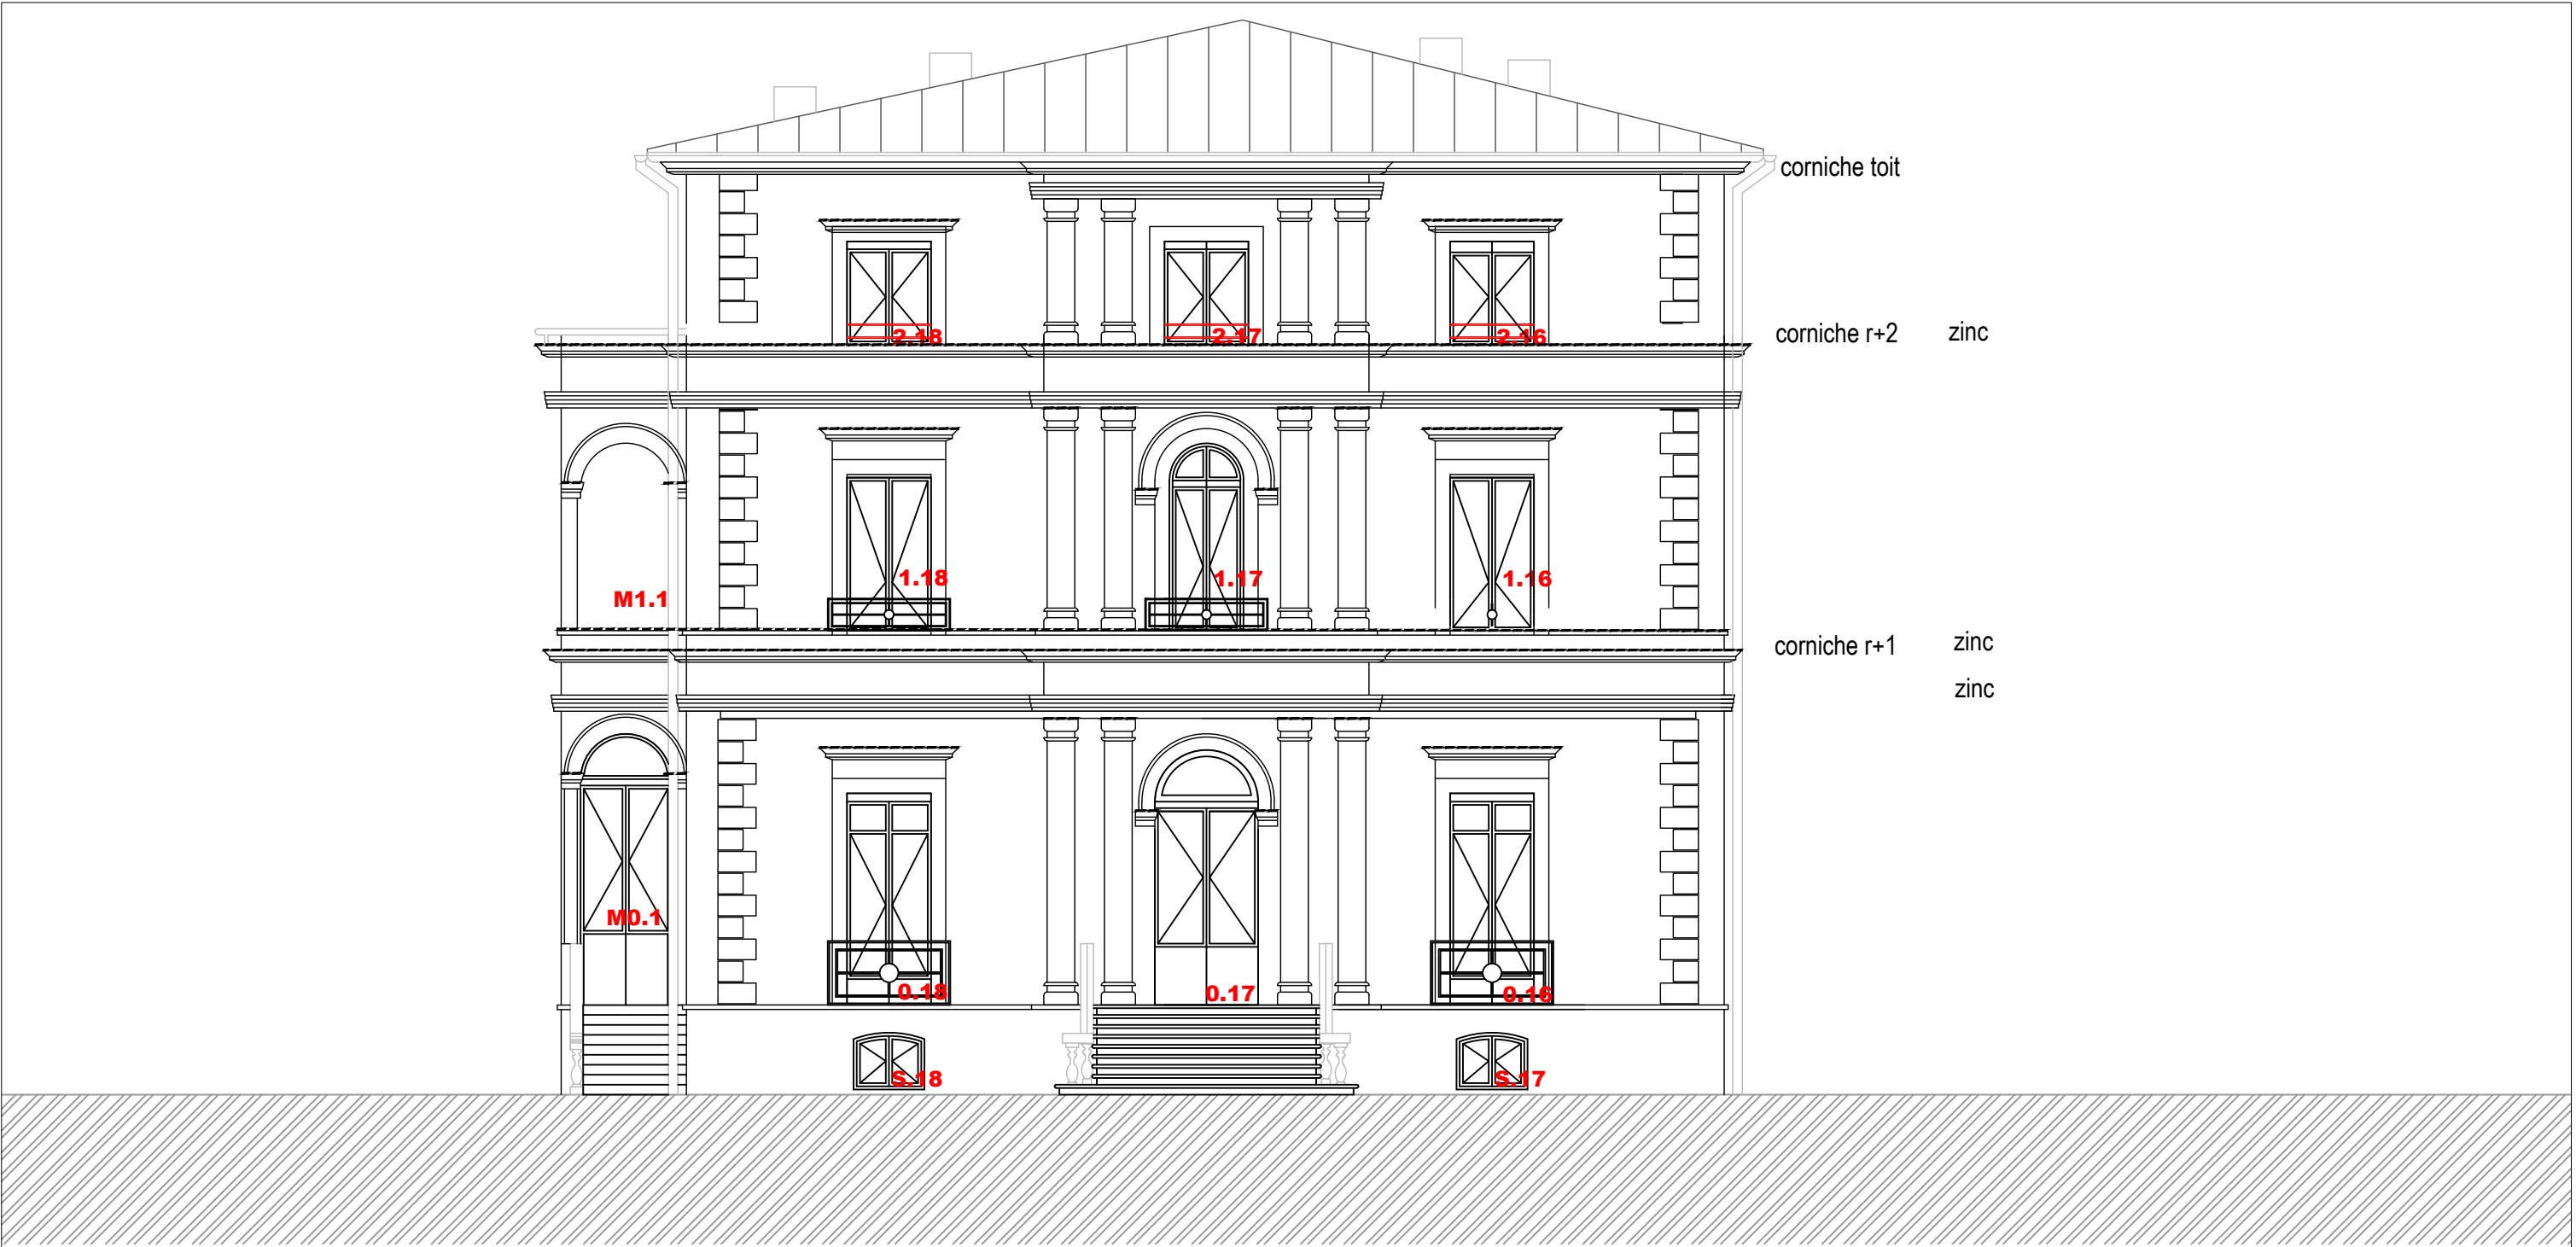 corniche toit
2.18
2.17
2.16
corniche r+2 zinc
1.18
1.17
1.16
M1.1
corniche r+1 zinc
zinc
M0.1
0.18
0.17
0.16
S.18
S.17